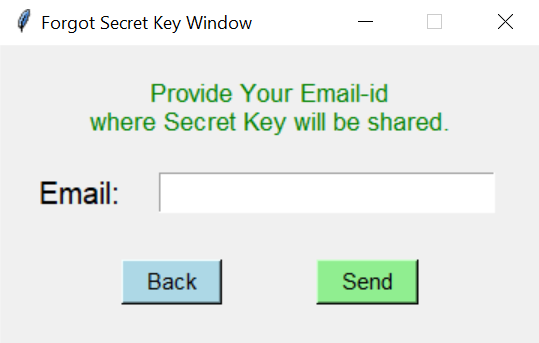 Forgot Secret Key Window
Provide Your Email-id
where Secret Key will be shared.
Email:
Back Send